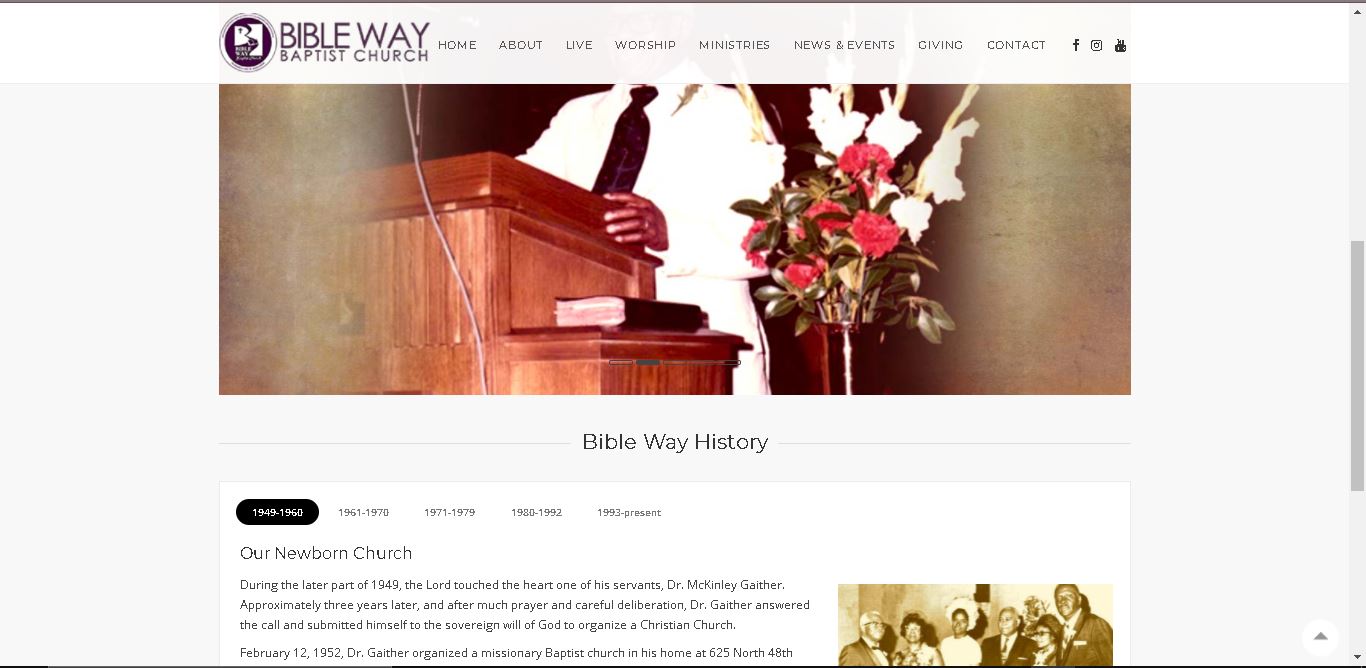 BIBLE WAY
BAPTIST CHURCH
BIBLE
WAY
HOME ABOUT LIVE WORSHIP MINISTRIES NEWS & EVENTS GIVING CONTACT
Bible Way History
1949-1960 1961-1970 1971-1979 1980-1992 1993-present
Our Newborn Church
During the later part of 1949, the Lord touched the heart one of his servants, Dr. McKinley Gaither.
Approximately three years later, and after much prayer and careful deliberation, Dr. Gaither answered
the call and submitted himself to the sovereign will of God to organize a Christian Church.
February 12, 1952, Dr. Gaither organized a missionary Baptist church in his home at 625 North 48th